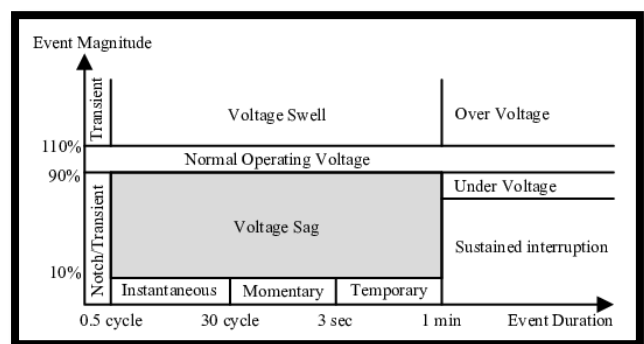 Event Magnitude
Transient
Voltage Swell
Over Voltage
110%
Normal Operating Voltage
90%
Notch/Transient
Under Voltage
Voltage Sag
Sustained interruption
10%
Instantaneous
Momentary
Temporary
0.5 cycle
30 cycle
3 sec
1 min
Event Duration